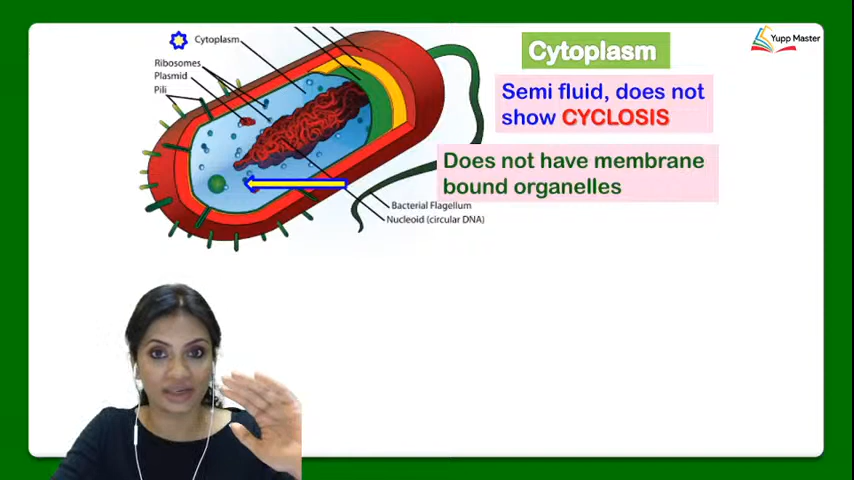 Cytoplasm
Ribosomes
Plasmid
Pili
Bacterial Flagellum
Nucleoid (circular DNA)
Cytoplasm
Yupp Master
Semi fluid, does not
show CYCLOSIS
Does not have membrane
bound organelles